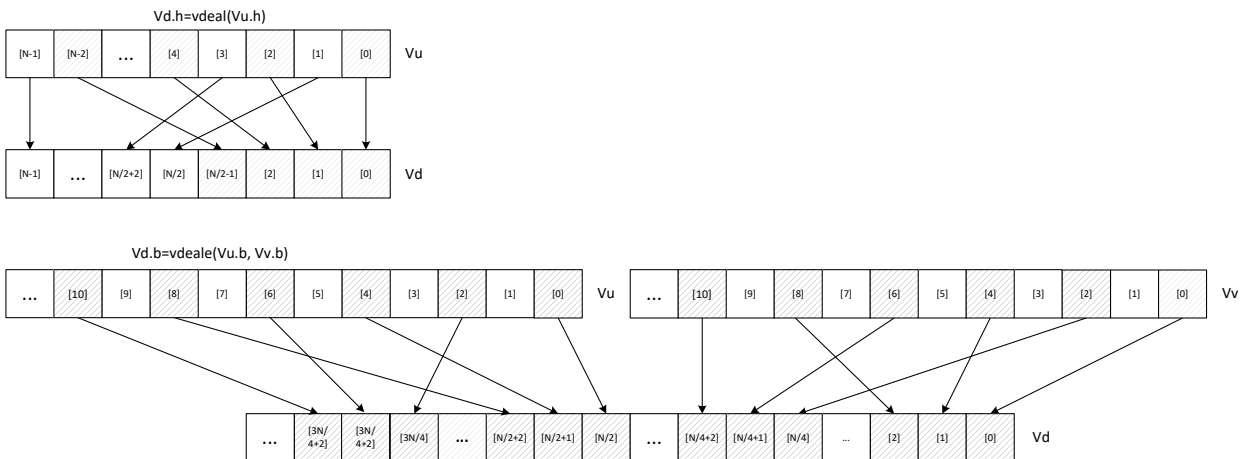 Vd.h=vdeal(Vu.h)
[N-1] [N-2] ... [4] [3] [2] [1] [0] Vu
[N-1] ... [N/2+2] [N/2] [N/2-1] [2] [1] [0] Vd
Vd.b=vdeale(Vu.b, Vv.b)
... [10] [9] [8] [7] [6] [5] [4] [3] [2] [1] [0] Vu ... [10] [9] [8] [7] [6] [5] [4] [3] [2] [1] [0] Vv
... [3N/ 4+2] [3N/ 4+2] [3N/4] ... [N/2+2] [N/2+1] [N/2] ... [N/4+2] [N/4+1] [N/4] ... [2] [1] [0] Vd